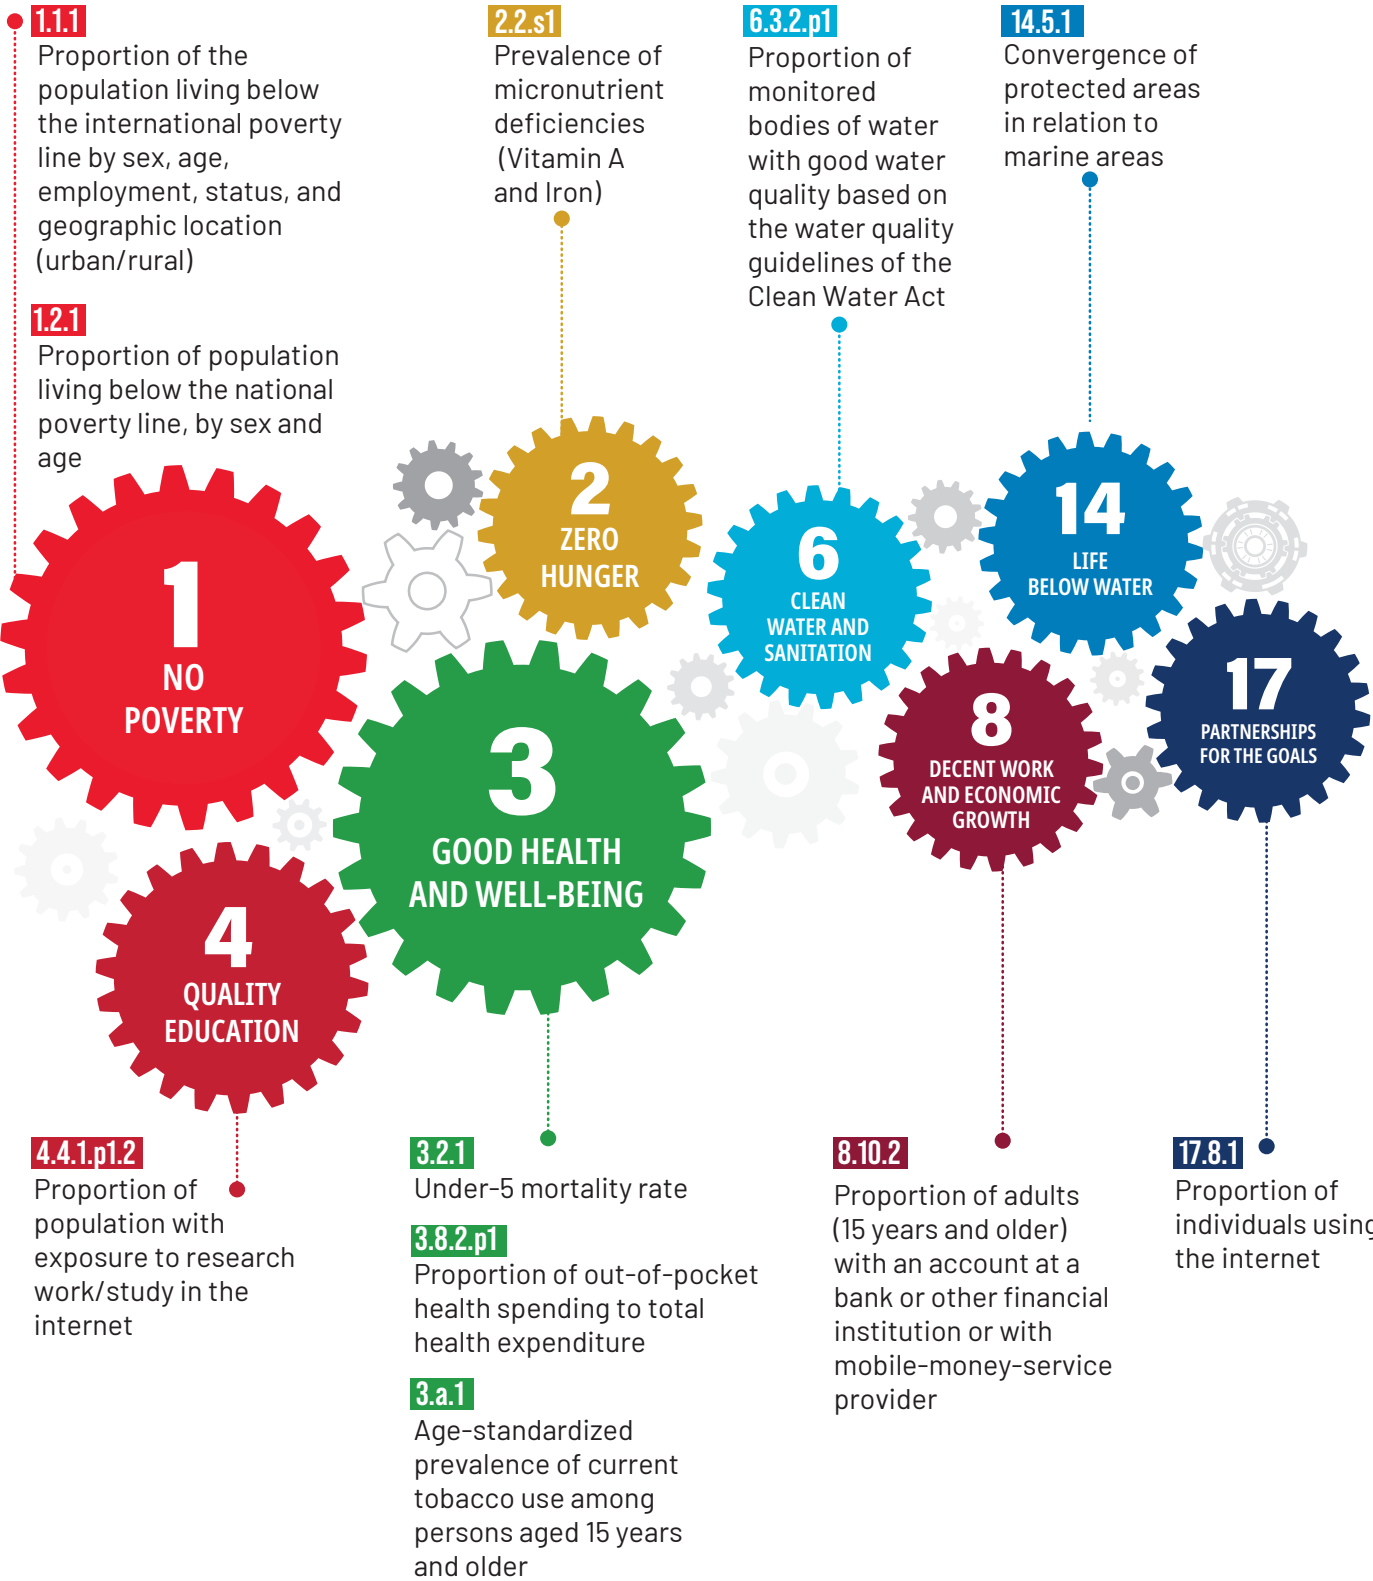 1.1.1
Proportion of the
population living below
the international poverty
line by sex, age,
employment, status, and
geographic location
(urban/rural)
1.2.1
Proportion of population
living below the national
poverty line, by sex and
age
2.2.s1
Prevalence of
micronutrient
deficiencies
(Vitamin A
and Iron)
6.3.2.p1
Proportion of
monitored
bodies of water
with good water
quality based on
the water quality
guidelines of the
Clean Water Act
14.5.1
Convergence of
protected areas
in relation to
marine areas
1
NO
POVERTY
2
ZERO
HUNGER
6
CLEAN
WATER AND
SANITATION
14
LIFE
BELOW WATER
3
GOOD HEALTH
AND WELL-BEING
8
DECENT WORK
AND ECONOMIC
GROWTH
17
PARTNERSHIPS
FOR THE GOALS
4
QUALITY
EDUCATION
4.4.1.p1.2
Proportion of
population with
exposure to research
work/study in the
internet
3.2.1
Under-5 mortality rate
3.8.2.p1
Proportion of out-of-pocket
health spending to total
health expenditure
3.a.1
Age-standardized
prevalence of current
tobacco use among
persons aged 15 years
and older
8.10.2
Proportion of adults
(15 years and older)
with an account at a
bank or other financial
institution or with
mobile-money-service
provider
17.8.1
Proportion of
individuals using
the internet